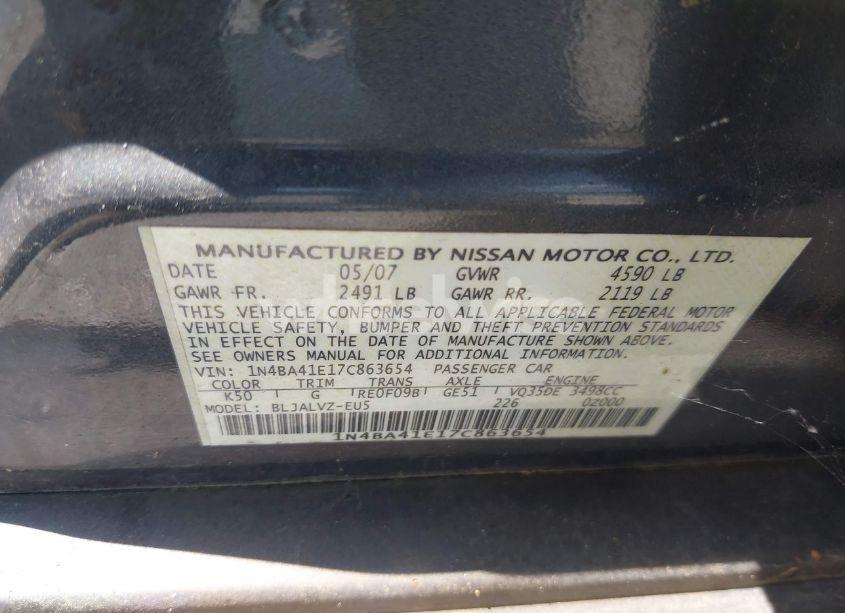 MANUFACTURED BY NISSAN MOTOR CO., LTD.
DATE 05/07 GVWR 4590 LB
GAWR FR. 2491 LB GAWR RR. 2119 LB
THIS VEHICLE CONFORMS TO ALL APPLICABLE FEDERAL MOTOR
VEHICLE SAFETY, BUMPER AND THEFT PREVENTION STANDARDS
IN EFFECT ON THE DATE OF MANUFACTURE SHOWN ABOVE.
SEE OWNERS MANUAL FOR ADDITIONAL INFORMATION.
VIN: 1N4BA41E17C863654 PASSENGER CAR
COLOR TRIM TRANS AXLE ENGINE
K50 G RE0F09B GE51 VQ35DE 3498CC
MODEL: BLJALVZ-EU5 226 02000
1N4BA41E17C863654